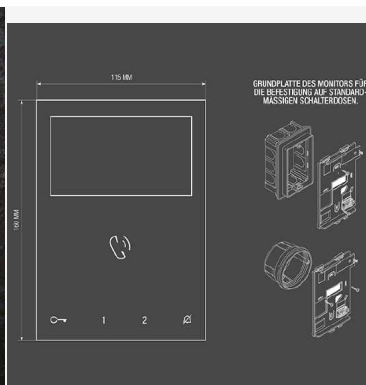 115 MM
GRUNDPLATTE DES MONITORS FÜR
DIE BEFESTIGUNG AUF STANDARD-
MÄSSIGEN SCHALTERDOSEN.
160 MM
1 2